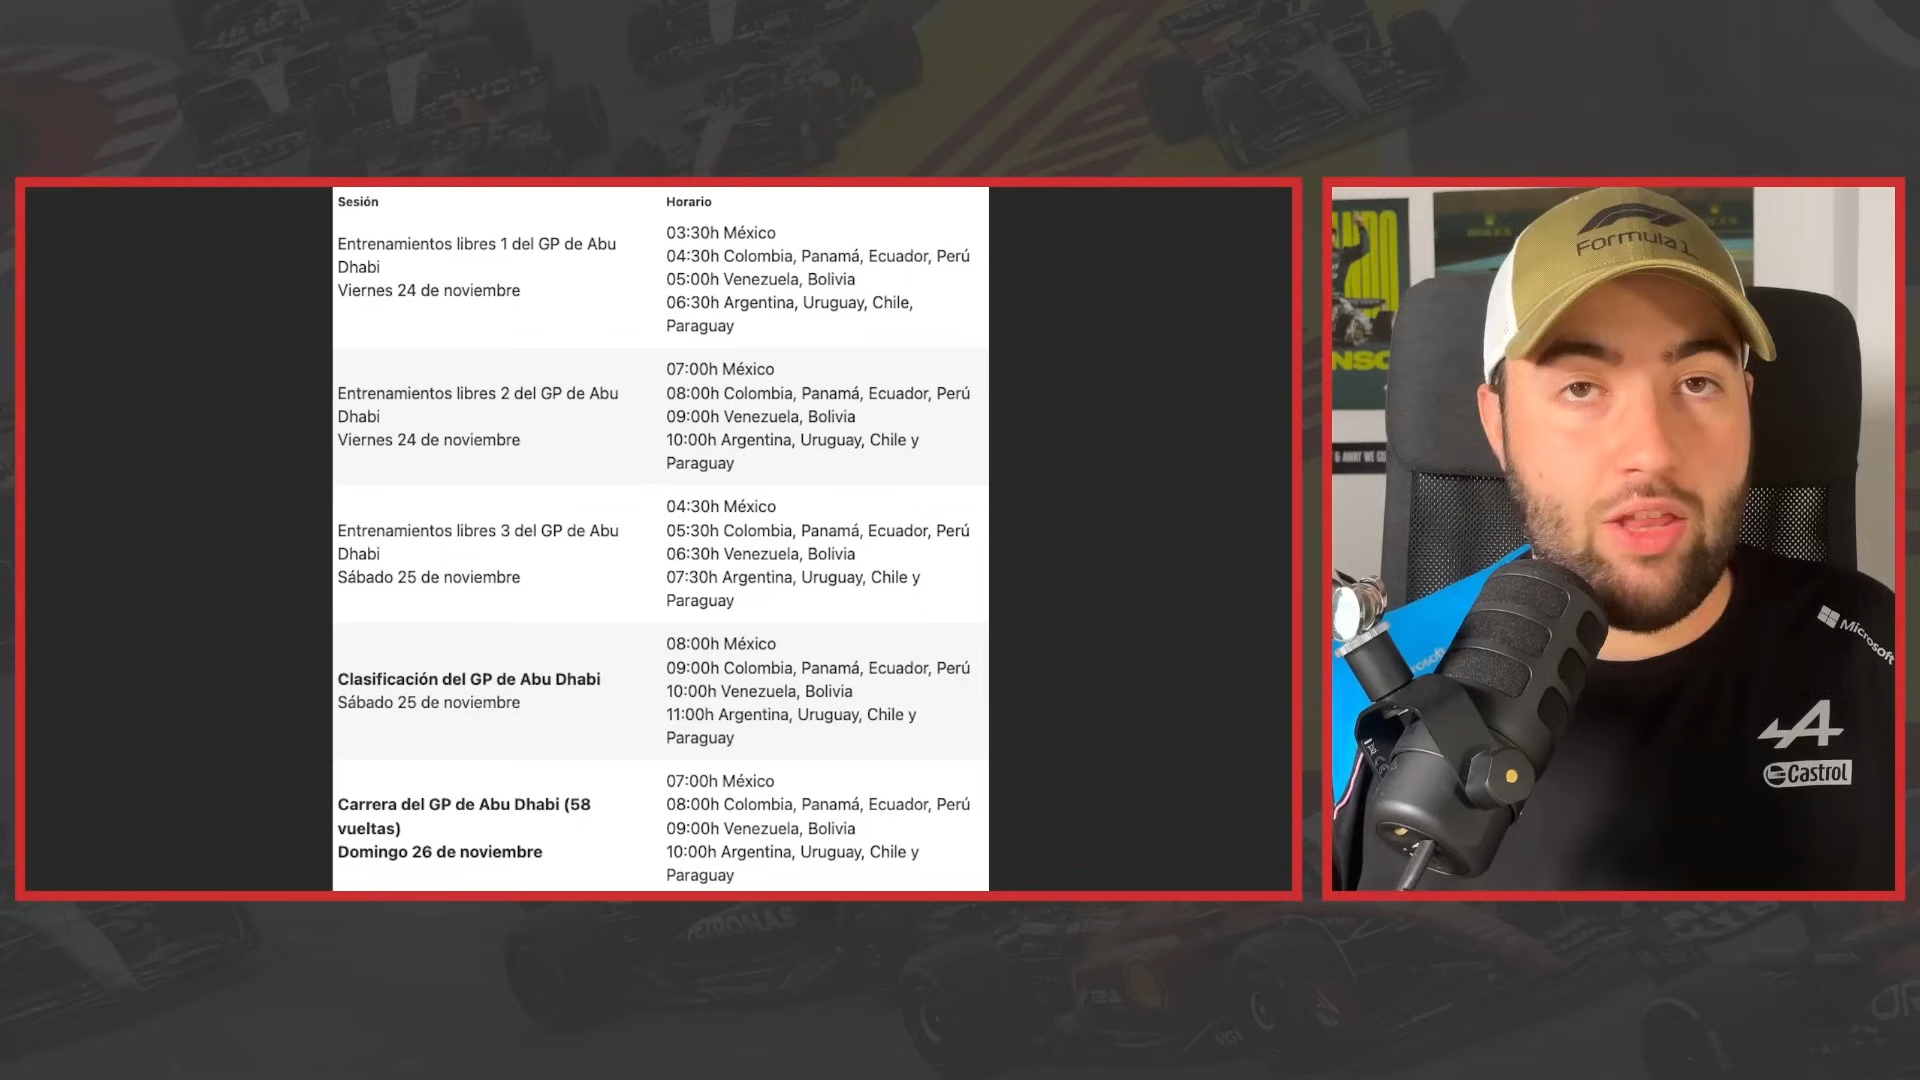 Sesión
Horario
Entrenamientos libres 1 del GP de Abu
Dhabi
Viernes 24 de noviembre
03:30h México
04:30h Colombia, Panamá, Ecuador, Perú
05:00h Venezuela, Bolivia
06:30h Argentina, Uruguay, Chile,
Paraguay
Entrenamientos libres 2 del GP de Abu
Dhabi
Viernes 24 de noviembre
07:00h México
08:00h Colombia, Panamá, Ecuador, Perú
09:00h Venezuela, Bolivia
10:00h Argentina, Uruguay, Chile y
Paraguay
Entrenamientos libres 3 del GP de Abu
Dhabi
Sábado 25 de noviembre
04:30h México
05:30h Colombia, Panamá, Ecuador, Perú
06:30h Venezuela, Bolivia
07:30h Argentina, Uruguay, Chile y
Paraguay
Clasificación del GP de Abu Dhabi
Sábado 25 de noviembre
08:00h México
09:00h Colombia, Panamá, Ecuador, Perú
10:00h Venezuela, Bolivia
11:00h Argentina, Uruguay, Chile y
Paraguay
Carrera del GP de Abu Dhabi (58
vueltas)
Domingo 26 de noviembre
07:00h México
08:00h Colombia, Panamá, Ecuador, Perú
09:00h Venezuela, Bolivia
10:00h Argentina, Uruguay, Chile y
Paraguay
Formula 1
& AWAY WE GO
Microsoft
Castrol
PETRONAS